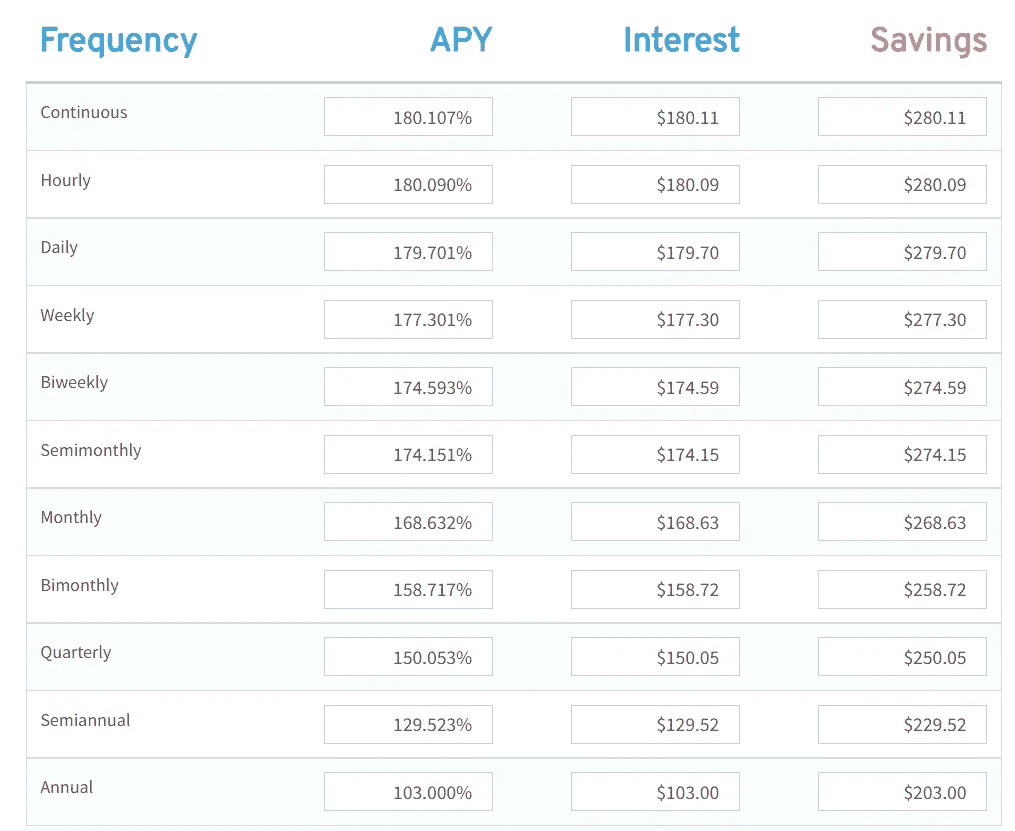 Frequency APY Interest Savings
Continuous 180.107% $180.11 $280.11
Hourly 180.090% $180.09 $280.09
Daily 179.701% $179.70 $279.70
Weekly 177.301% $177.30 $277.30
Biweekly 174.593% $174.59 $274.59
Semimonthly 174.151% $174.15 $274.15
Monthly 168.632% $168.63 $268.63
Bimonthly 158.717% $158.72 $258.72
Quarterly 150.053% $150.05 $250.05
Semiannual 129.523% $129.52 $229.52
Annual 103.000% $103.00 $203.00